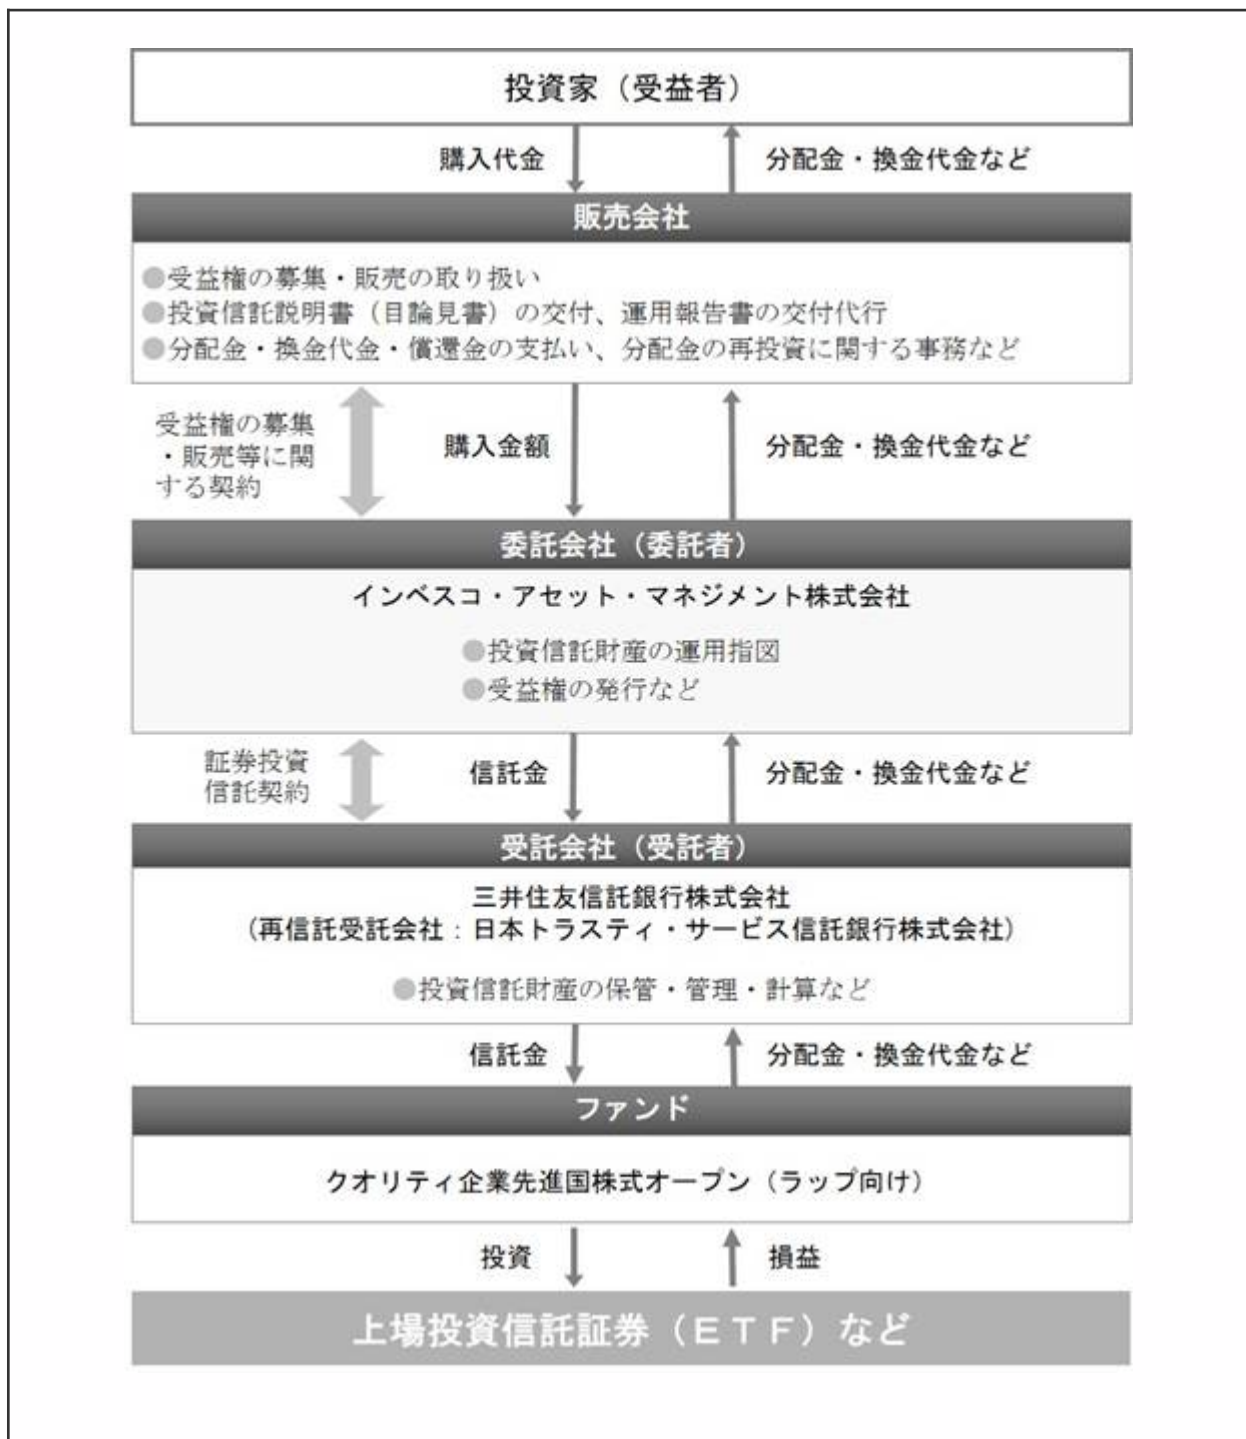 投資家（受益者）
購入代金
分配金・換金代金など
販売会社
●受益権の募集・販売の取り扱い
●投資信託説明書（目論見書）の交付、運用報告書の交付代行
●分配金・換金代金・償還金の支払い、分配金の再投資に関する事務など
受益権の募集
・販売等に関
する契約
購入金額
分配金・換金代金など
委託会社（委託者）
インベスコ・アセット・マネジメント株式会社
●投資信託財産の運用指図
●受益権の発行など
証券投資
信託契約
信託金
分配金・換金代金など
受託会社（受託者）
三井住友信託銀行株式会社
（再信託受託会社：日本トラスティ・サービス信託銀行株式会社）
●投資信託財産の保管・管理・計算など
信託金
分配金・換金代金など
ファンド
クオリティ企業先進国株式オープン（ラップ向け）
投資
損益
上場投資信託証券（ＥＴＦ）など